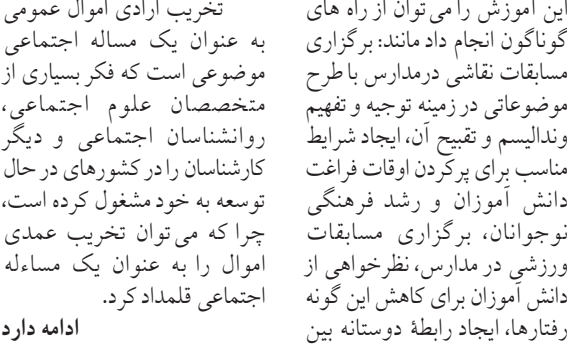 این آموزش را می توان از راه های
گوناگون انجام داد مانند: برگزاری
مسابقات نقاشی درمدارس با طرح
موضوعاتی در زمینه توجیه و تفهیم
وندالیسم و تقبیح آن، ایجاد شرایط
مناسب برای پرکردن اوقات فراغت
دانش آموزان و رشد فرهنگی
نوجوانان، برگزاری مسابقات
ورزشی در مدارس، نظرخواهی از
دانش آموزان برای کاهش این گونه
رفتارها، ایجاد رابطۀ دوستانه بین
تخریب ارادی اموال عمومی
به عنوان یک مساله اجتماعی
موضوعی است که فکر بسیاری از
متخصصان علوم اجتماعی،
روانشناسان اجتماعی و دیگر
کارشناسان را در کشورهای در حال
توسعه به خود مشغول کرده است،
چرا که می توان تخریب عمدی
اموال را به عنوان یک مساءله
اجتماعی قلمداد کرد.
ادامه دارد